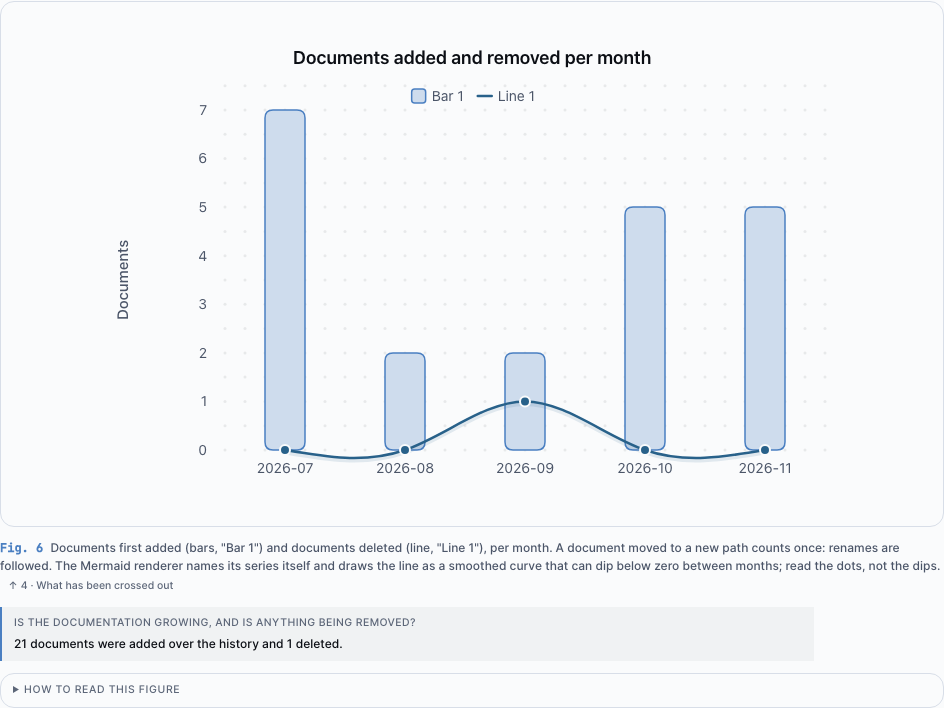 Documents added and removed per month
Bar 1 Line 1
Documents
7
6
5
4
3
2
1
0
2026-07 2026-08 2026-09 2026-10 2026-11
Fig. 6 Documents first added (bars, "Bar 1") and documents deleted (line, "Line 1"), per month. A document moved to a new path counts once: renames are
followed. The Mermaid renderer names its series itself and draws the line as a smoothed curve that can dip below zero between months; read the dots, not the dips.
↑ 4 · What has been crossed out
IS THE DOCUMENTATION GROWING, AND IS ANYTHING BEING REMOVED?
21 documents were added over the history and 1 deleted.
HOW TO READ THIS FIGURE